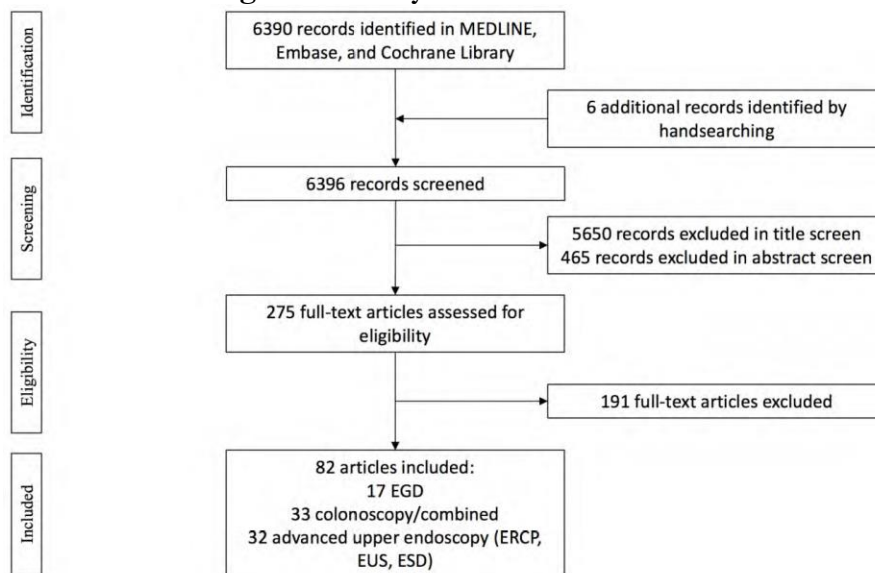 6390 records identified in MEDLINE,
Embase, and Cochrane Library
Identification
6 additional records identified by
handsearching
6396 records screened
Screening
5650 records excluded in title screen
465 records excluded in abstract screen
275 full-text articles assessed for
eligibility
Eligibility
191 full-text articles excluded
82 articles included:
17 EGD
33 colonoscopy/combined
32 advanced upper endoscopy (ERCP,
EUS, ESD)
Included